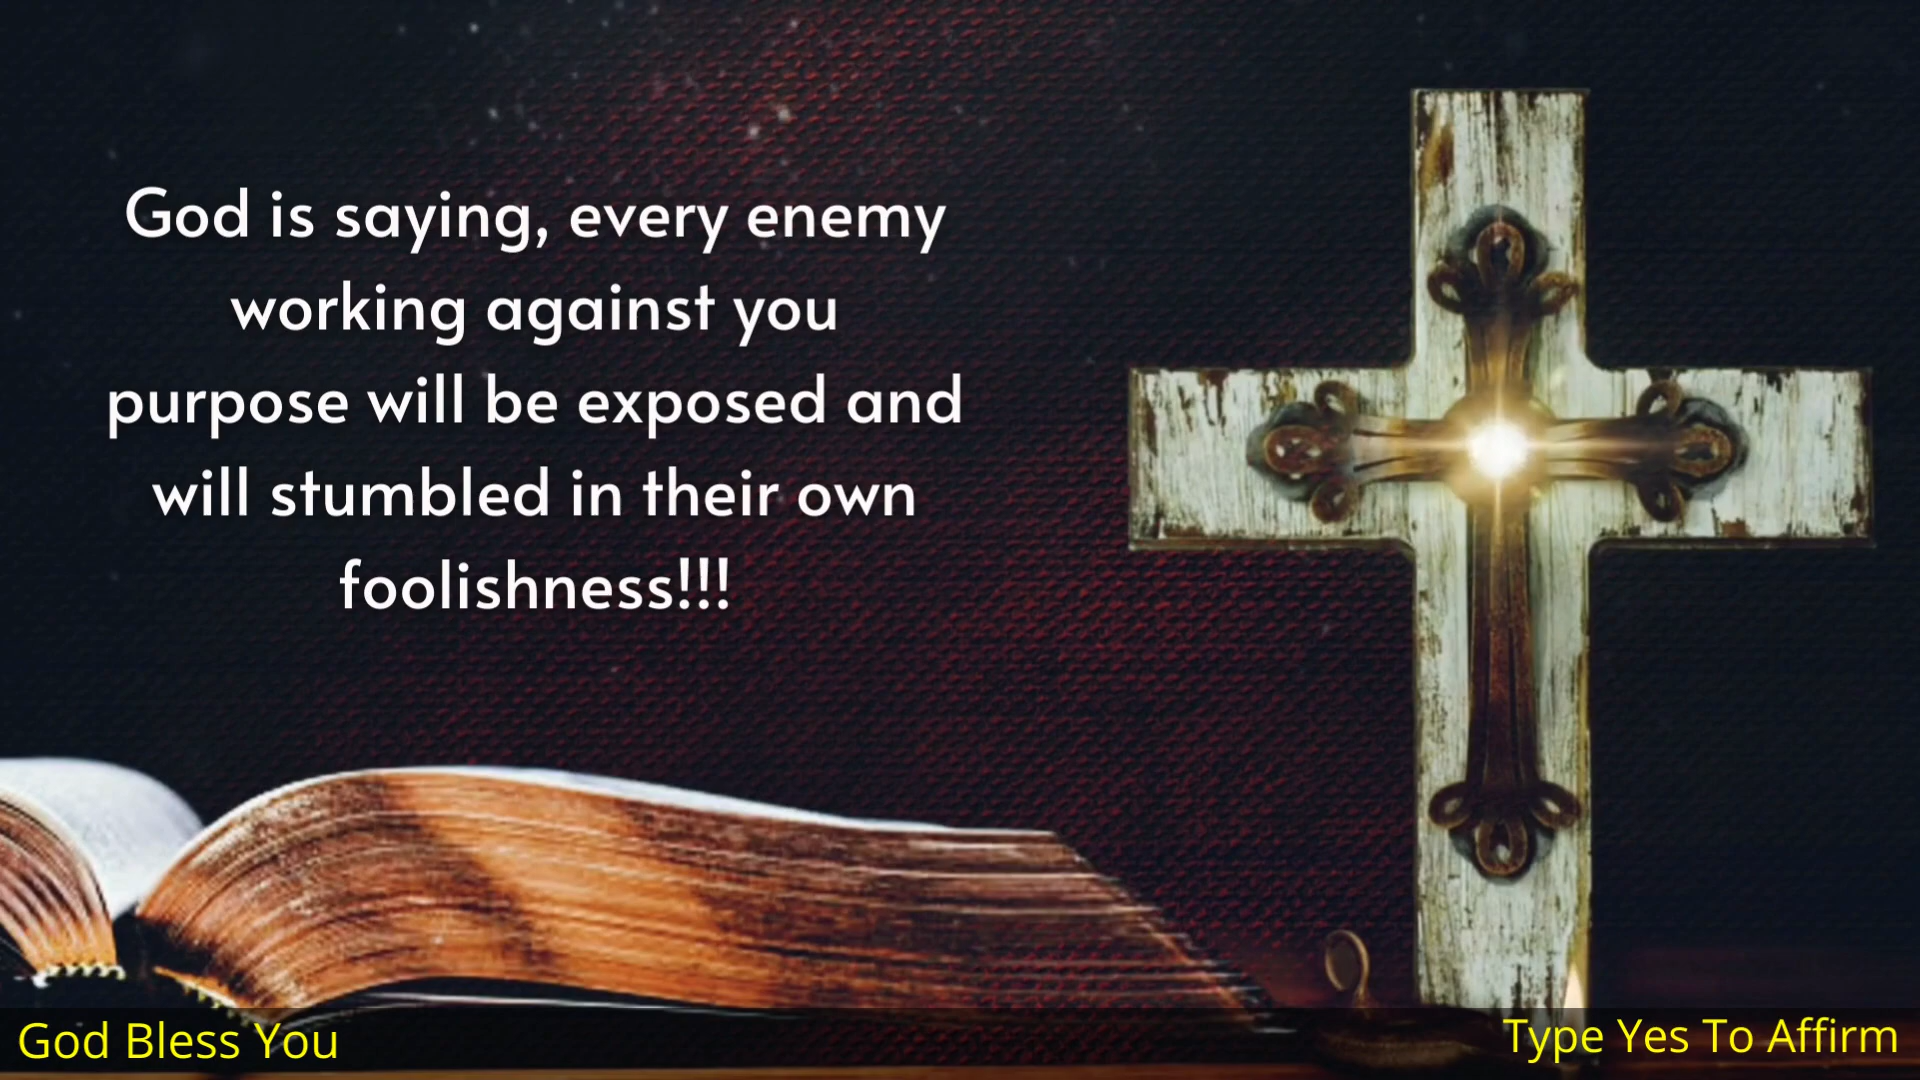 God is saying, every enemy
working against you
purpose will be exposed and
will stumbled in their own
foolishness!!!
God Bless You
Type Yes To Affirm